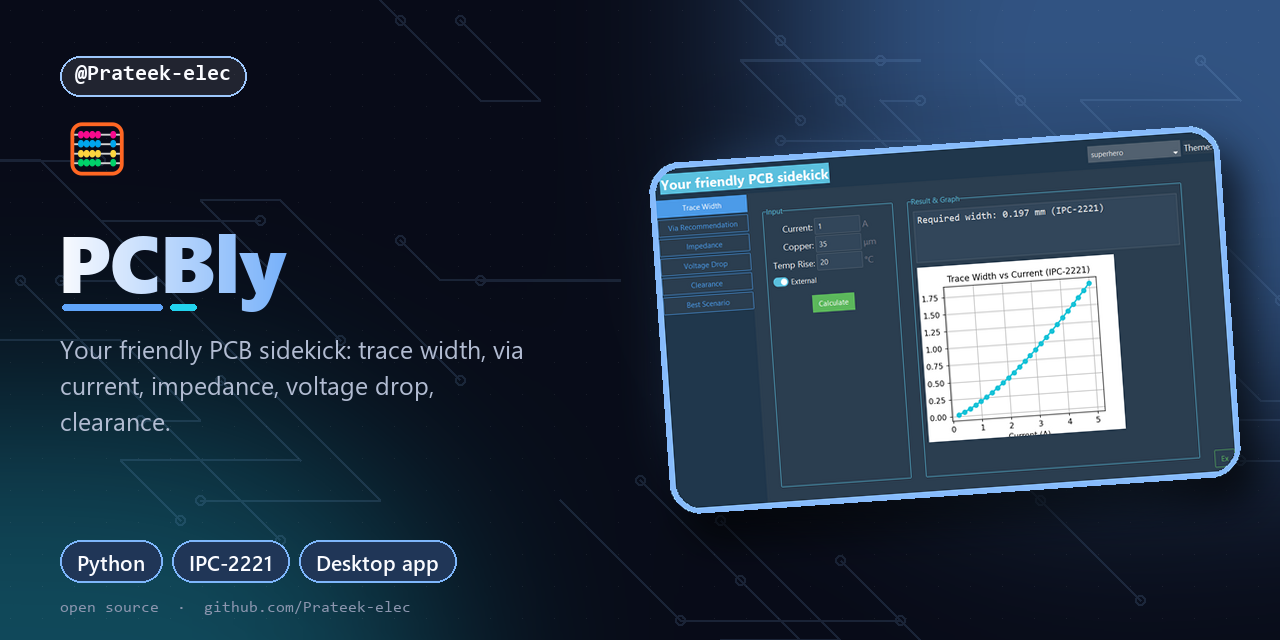 @Prateek-elec
PCBly
Your friendly PCB sidekick: trace width, via
current, impedance, voltage drop,
clearance.
Python
IPC-2221
Desktop app
open source · github.com/Prateek-elec
Your friendly PCB sidekick
superhero
Theme:
Trace Width
Via Recommendation
Impedance
Voltage Drop
Clearance
Best Scenario
Input
Current: 1 A
Copper: 35 µm
Temp Rise: 20 °C
External
Calculate
Result & Graph
Required width: 0.197 mm (IPC-2221)
Trace Width vs Current (IPC-2221)
1.75
1.50
1.25
1.00
0.75
0.50
0.25
0.00
0 1 2 3 4 5
Current (A)
Ex